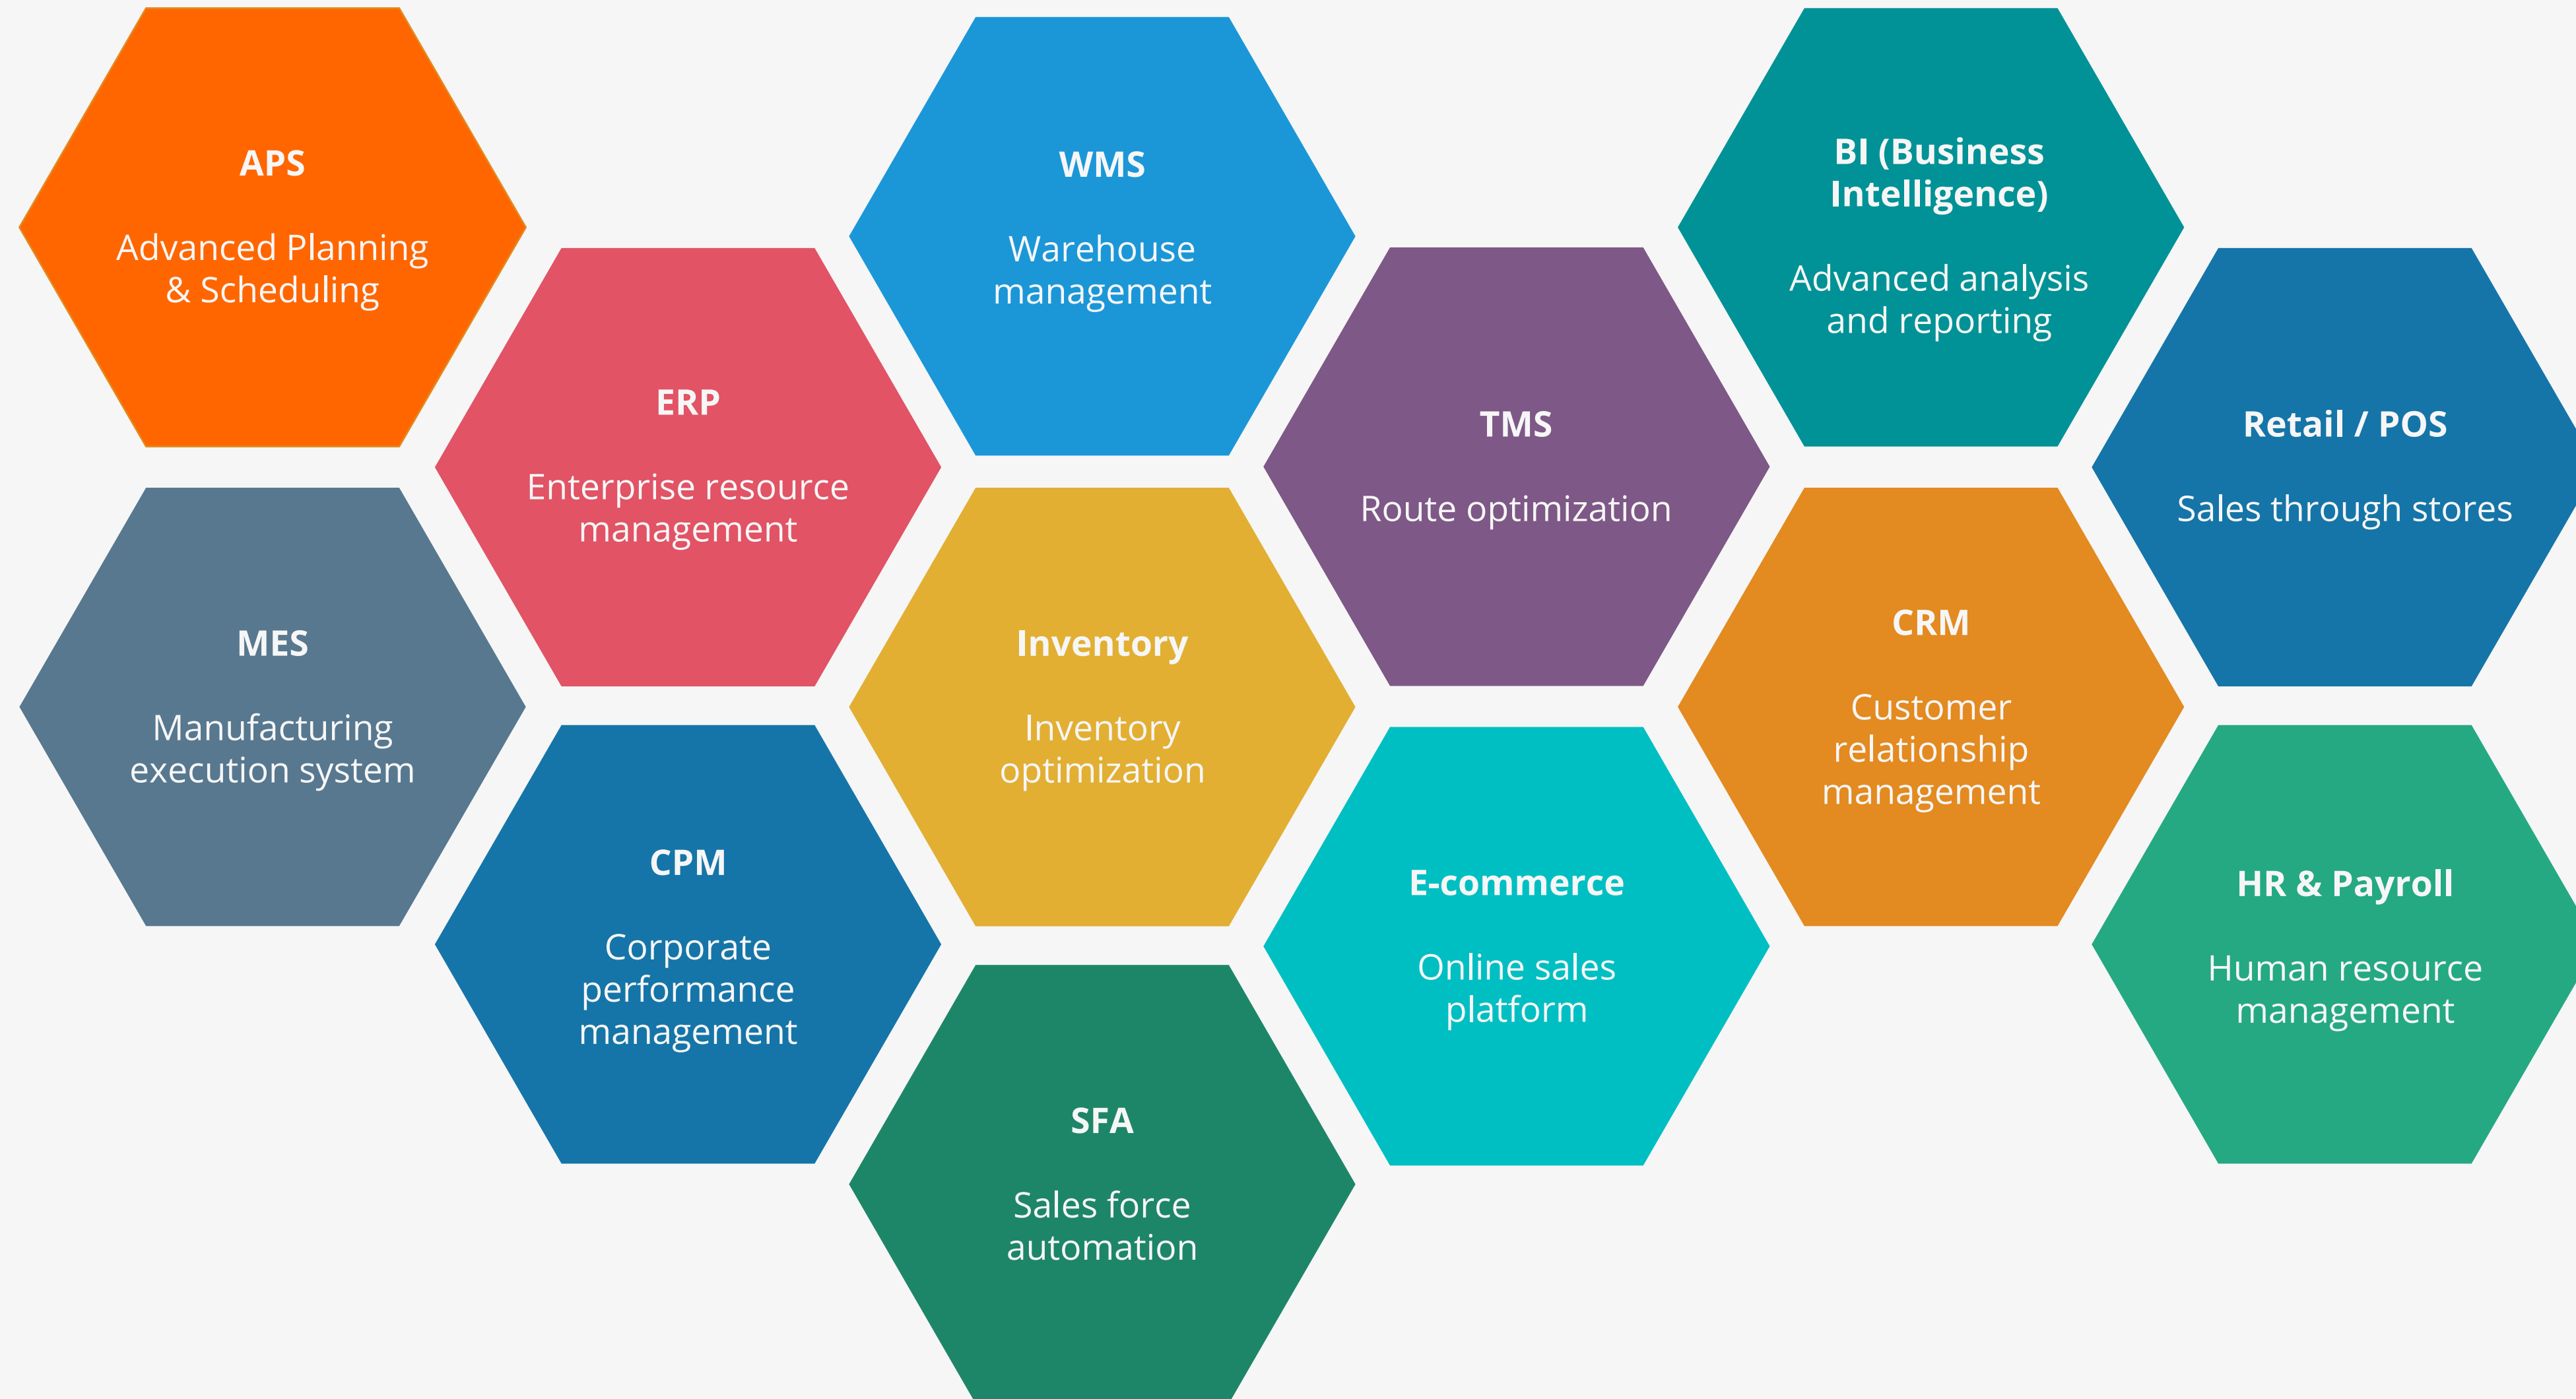 APS
Advanced Planning
& Scheduling
WMS
Warehouse
management
BI (Business
Intelligence)
Advanced analysis
and reporting
ERP
Enterprise resource
management
TMS
Route optimization
Retail / POS
Sales through stores
MES
Manufacturing
execution system
Inventory
Inventory
optimization
CRM
Customer
relationship
management
CPM
Corporate
performance
management
E-commerce
Online sales
platform
HR & Payroll
Human resource
management
SFA
Sales force
automation